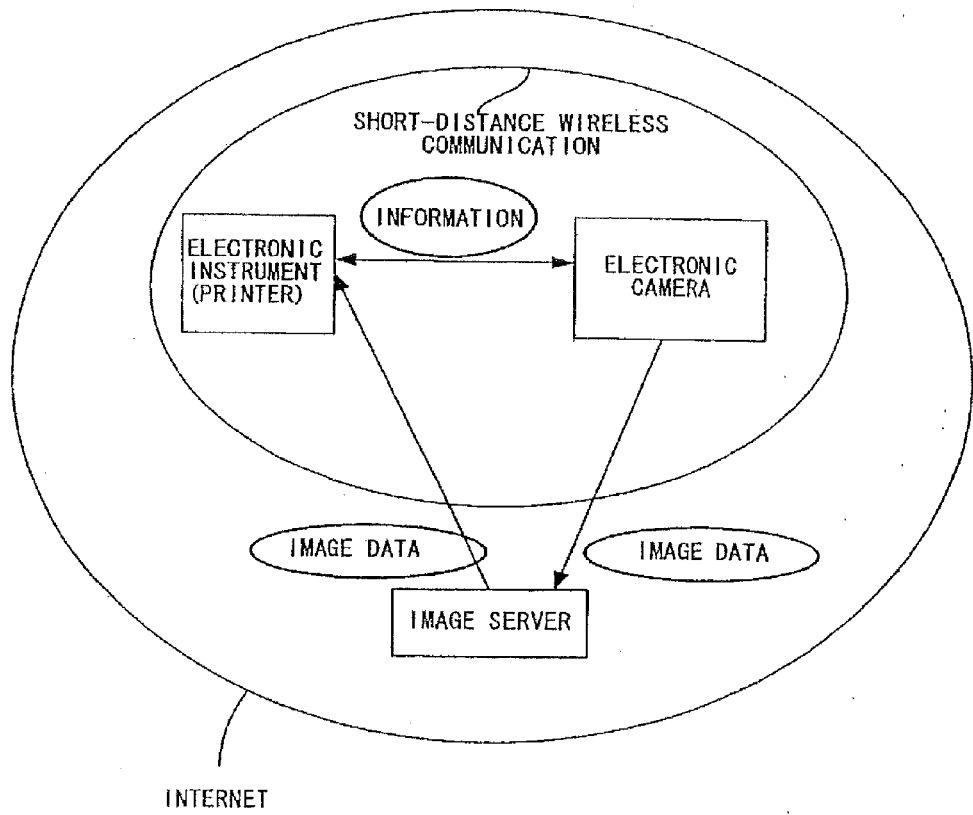 SHORT-DISTANCE WIRELESS
COMMUNICATION
INFORMATION
ELECTRONIC
INSTRUMENT
(PRINTER)
ELECTRONIC
CAMERA
IMAGE DATA
IMAGE DATA
IMAGE SERVER
INTERNET